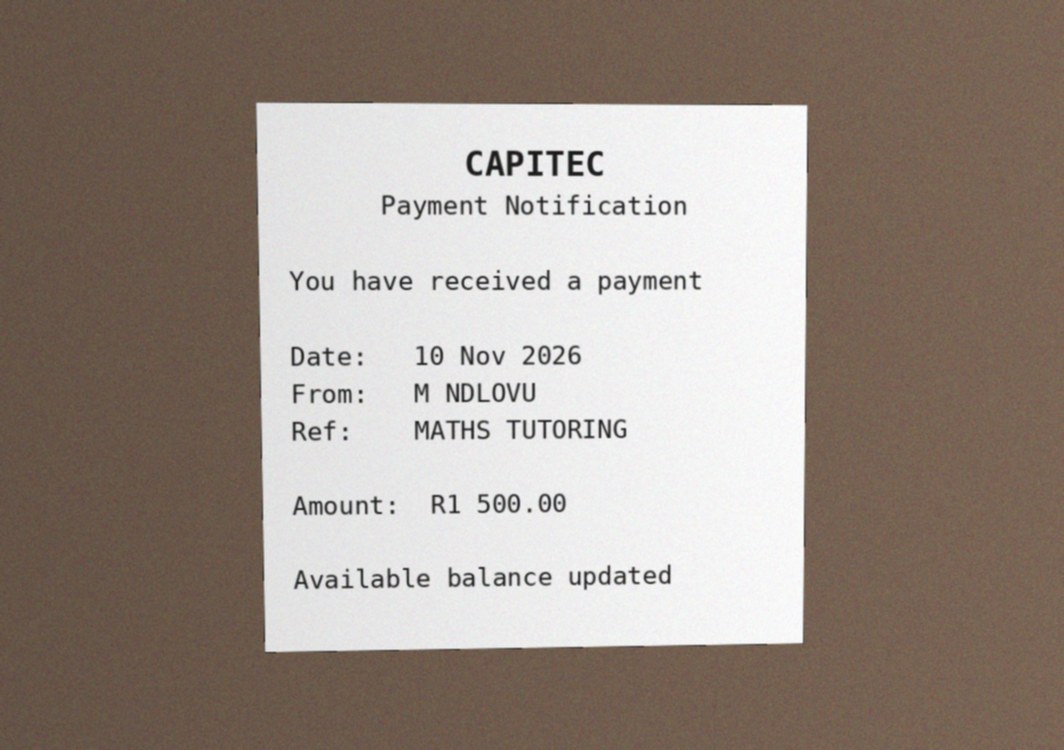 CAPITEC
Payment Notification
You have received a payment
Date: 10 Nov 2026
From: M NDLOVU
Ref: MATHS TUTORING
Amount: R1 500.00
Available balance updated